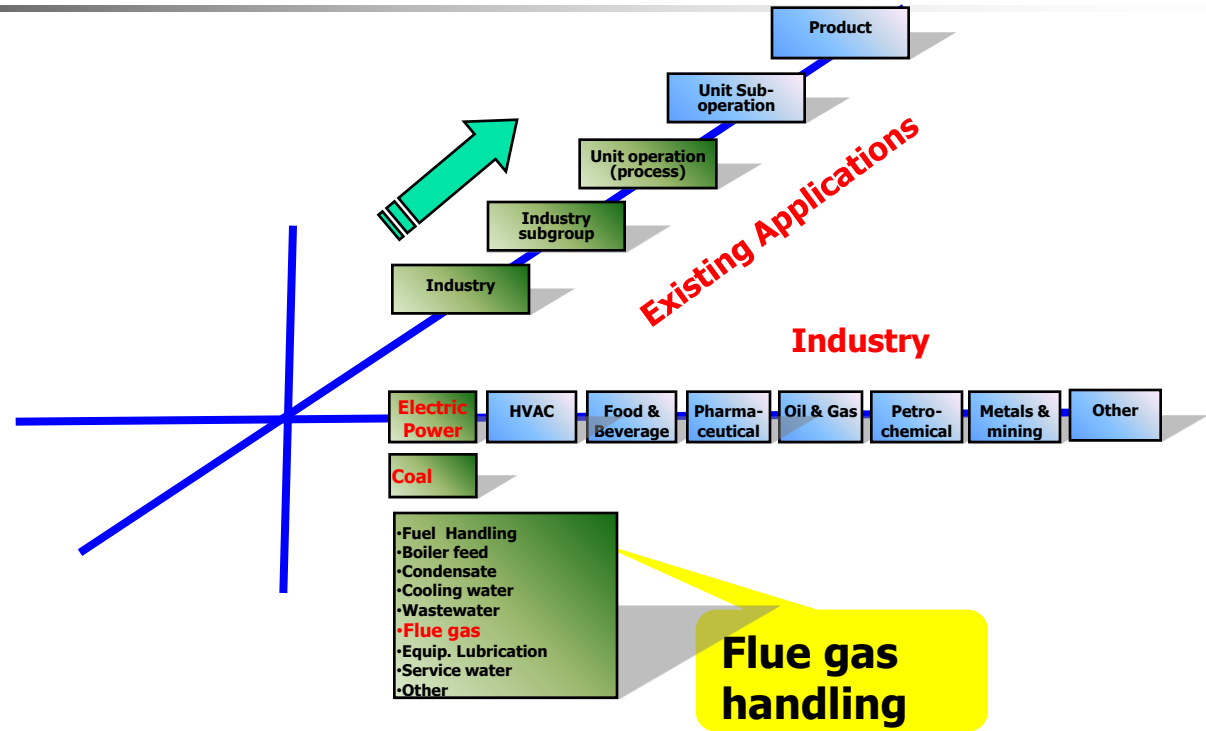 Product
Unit Sub-
operation
Unit operation
(process)
Industry
subgroup
Industry
Existing Applications
Industry
Electric
Power
HVAC
Food &
Beverage
Pharma-
ceutical
Oil & Gas
Petro-
chemical
Metals &
mining
Other
Coal
•Fuel  Handling
•Boiler feed
•Condensate
•Cooling water
•Wastewater
•Flue gas
•Equip. Lubrication
•Service water
•Other
Flue gas
handling